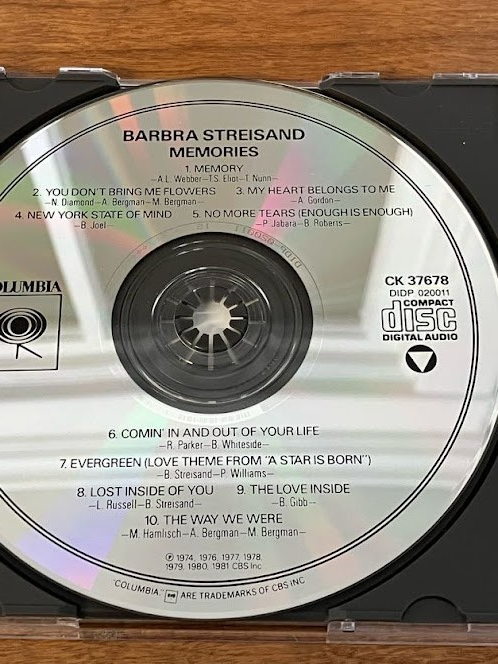 BARBRA STREISAND
MEMORIES
1. MEMORY
—A.L. Webber—T.S. Eliot—T. Nunn—
2. YOU DON'T BRING ME FLOWERS 3. MY HEART BELONGS TO ME
—N. Diamond—A. Bergman—M. Bergman— —A. Gordon—
4. NEW YORK STATE OF MIND 5. NO MORE TEARS (ENOUGH IS ENOUGH)
—B. Joel— —P. Jabara—B. Roberts—
OLUMBIA
CK 37678
DIDP 020011
COMPACT
disc
DIGITAL AUDIO
6. COMIN' IN AND OUT OF YOUR LIFE
—R. Parker—B. Whiteside—
7. EVERGREEN (LOVE THEME FROM "A STAR IS BORN")
—B. Streisand—P. Williams—
8. LOST INSIDE OF YOU 9. THE LOVE INSIDE
—L. Russell—B. Streisand— —B. Gibb—
10. THE WAY WE WERE
—M. Hamlisch—A. Bergman—M. Bergman—
℗ 1974, 1976, 1977, 1978,
1979, 1980, 1981 CBS Inc
"COLUMBIA," ARE TRADEMARKS OF CBS INC